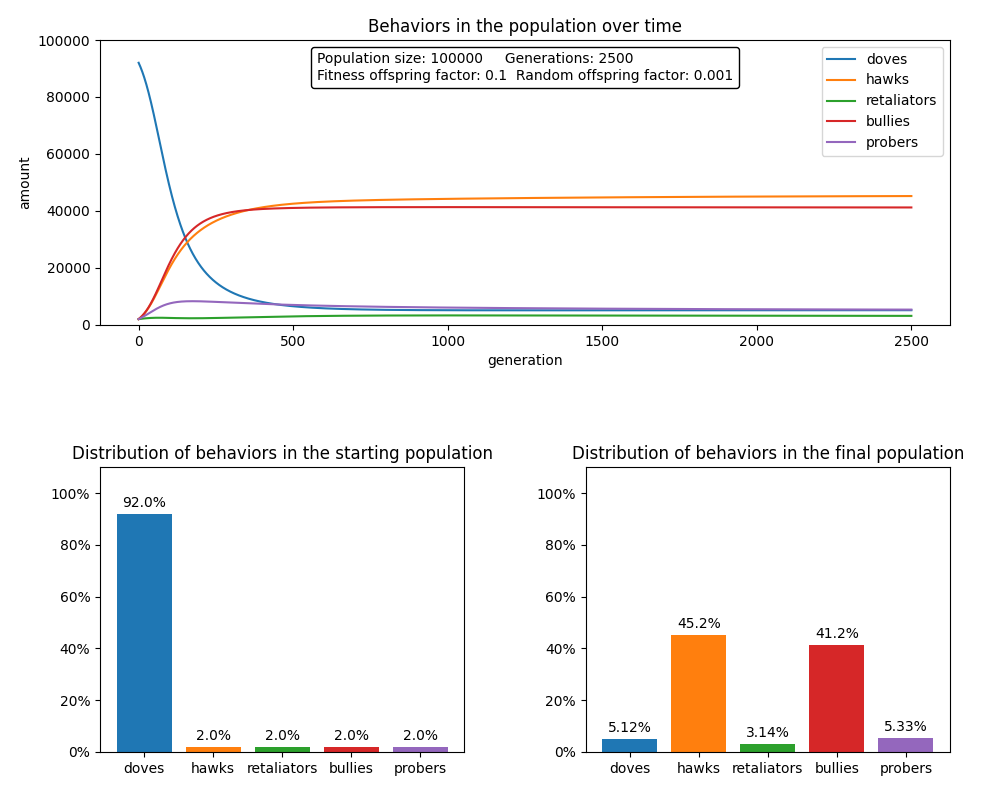 Behaviors in the population over time
100000
80000
60000
40000
20000
0
amount
Population size: 100000     Generations: 2500
Fitness offspring factor: 0.1  Random offspring factor: 0.001
doves
hawks
retaliators
bullies
probers
0 500 1000 1500 2000 2500
generation
Distribution of behaviors in the starting population
100%
80%
60%
40%
20%
0%
92.0% 2.0% 2.0% 2.0% 2.0%
doves hawks retaliators bullies probers
Distribution of behaviors in the final population
100%
80%
60%
40%
20%
0%
5.12% 45.2% 3.14% 41.2% 5.33%
doves hawks retaliators bullies probers